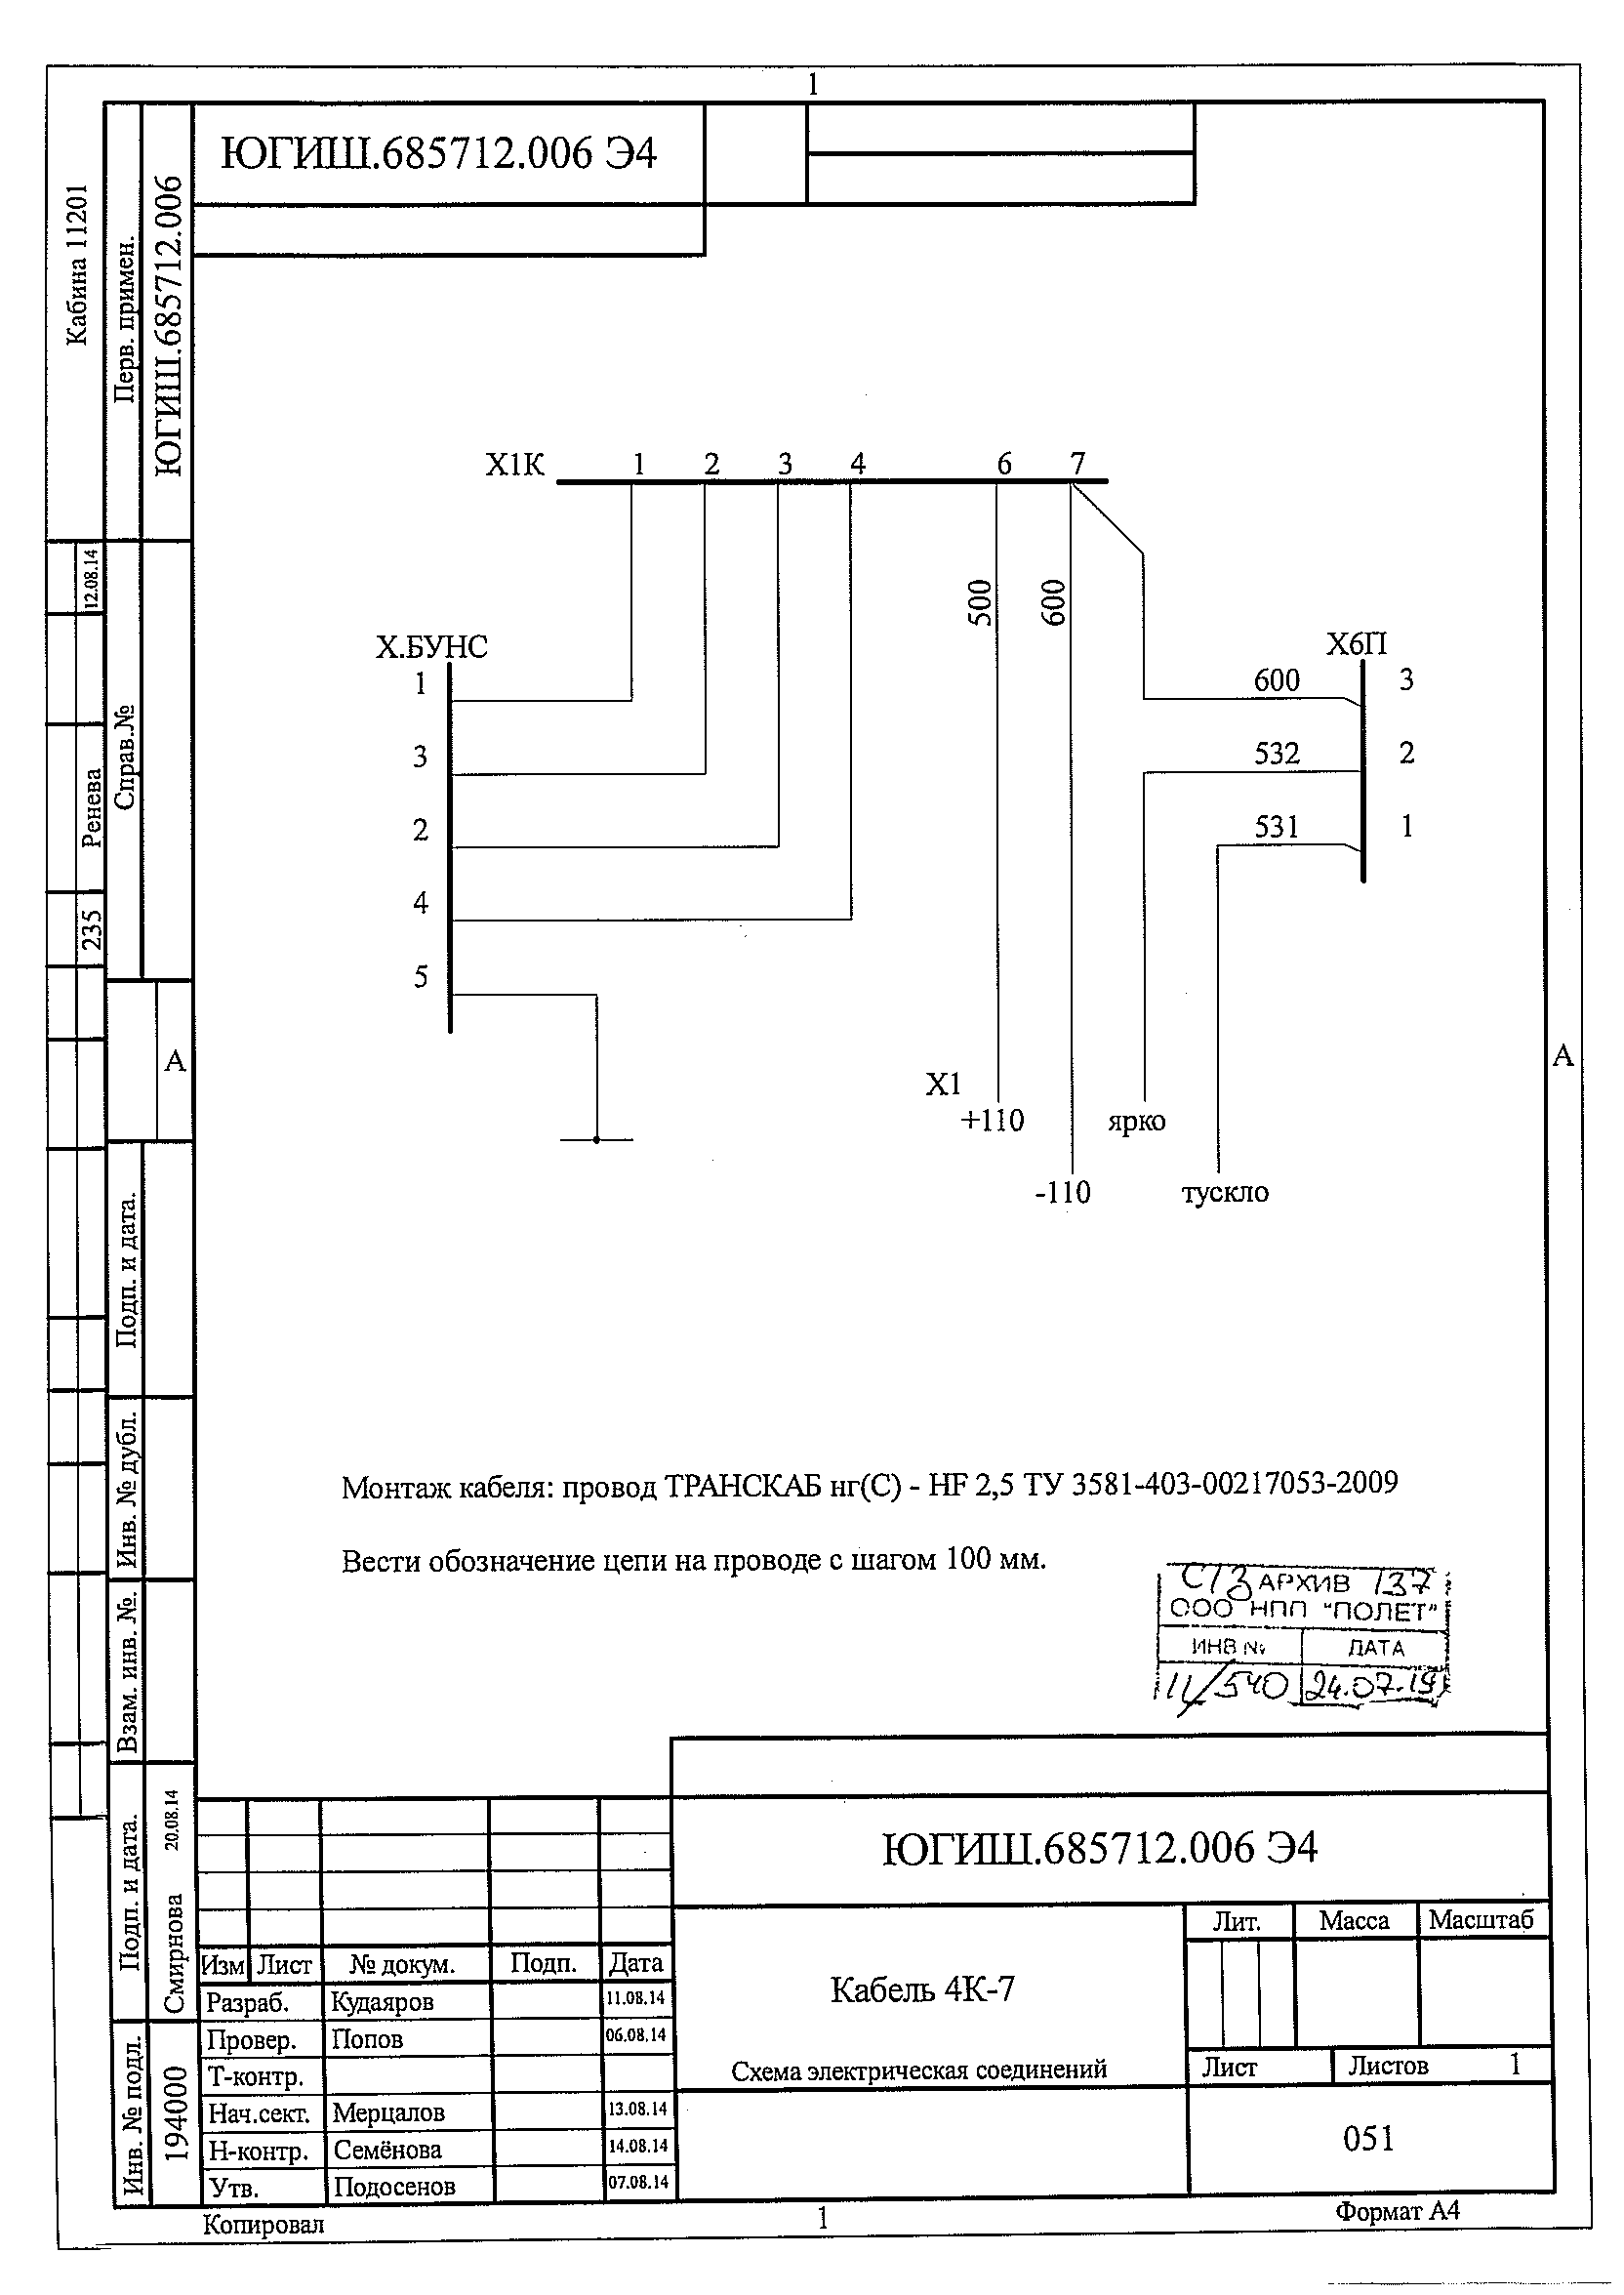 1
ЮГИШ.685712.006 Э4
Кабина 11201
Перв. примен.
ЮГИШ.685712.006
12.08.14
Ренева
235
Справ.№
А
А
Х1К 1 2 3 4 6 7
500
600
Х.БУНС
1
3
2
4
5
Х6П
600 3
532 2
531 1
Х1
+110
-110
ярко
тускло
Монтаж кабеля: провод ТРАНСКАБ нг(С) - HF 2,5 ТУ 3581-403-00217053-2009
Вести обозначение цепи на проводе с шагом 100 мм.
АРХИВ 137
ООО НПП "ПОЛЕТ"
ИНВ № ДАТА
11/540 24.07.19
Подп. и дата.
Инв. № дубл.
Взам. инв. №.
Подп. и дата.
Смирнова 20.08.14
Инв. № подл.
194000
ЮГИШ.685712.006 Э4
Изм Лист № докум. Подп. Дата
Разраб. Кудаяров 11.08.14
Провер. Попов 06.08.14
Т-контр.
Нач.сект. Мерцалов 13.08.14
Н-контр. Семёнова 14.08.14
Утв. Подосенов 07.08.14
Кабель 4К-7
Схема электрическая соединений
Лит. Масса Масштаб
Лист Листов 1
051
Копировал
1
Формат А4